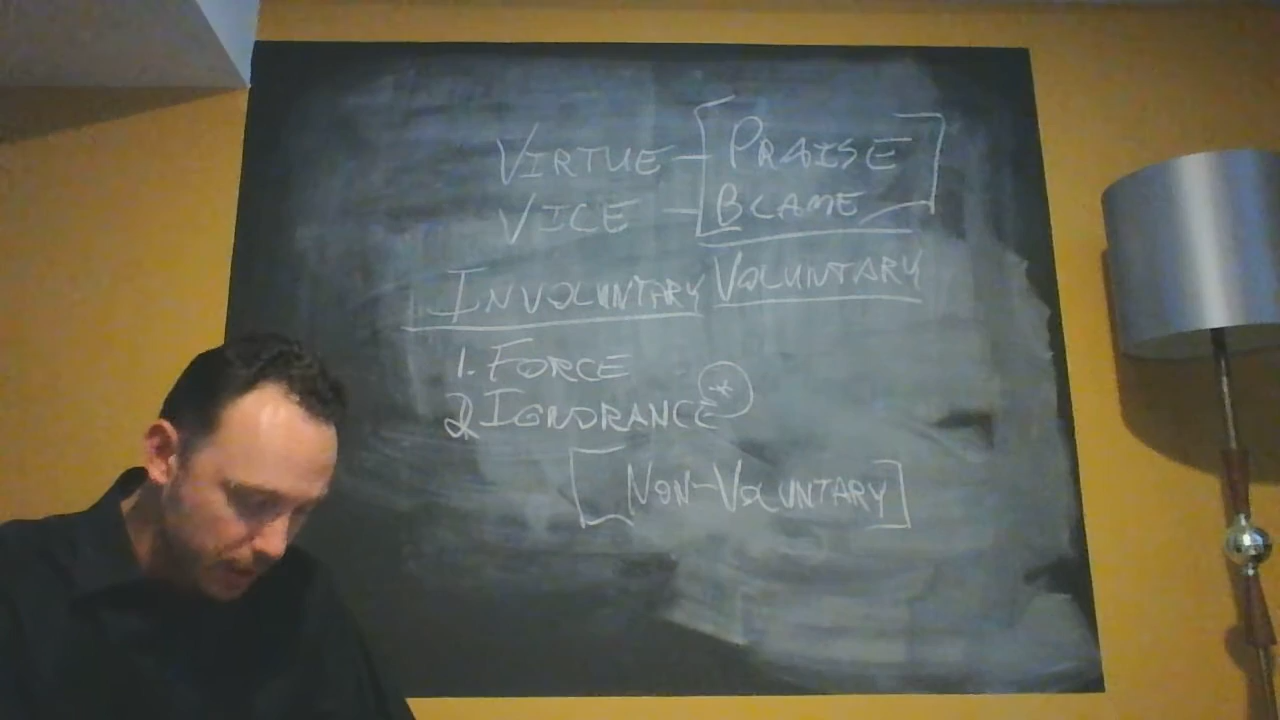 VIRTUE – [PRAISE]
VICE – [BLAME]
INVOLUNTARY VOLUNTARY
1. FORCE
2. IGNORANCE *
[NON-VOLUNTARY]